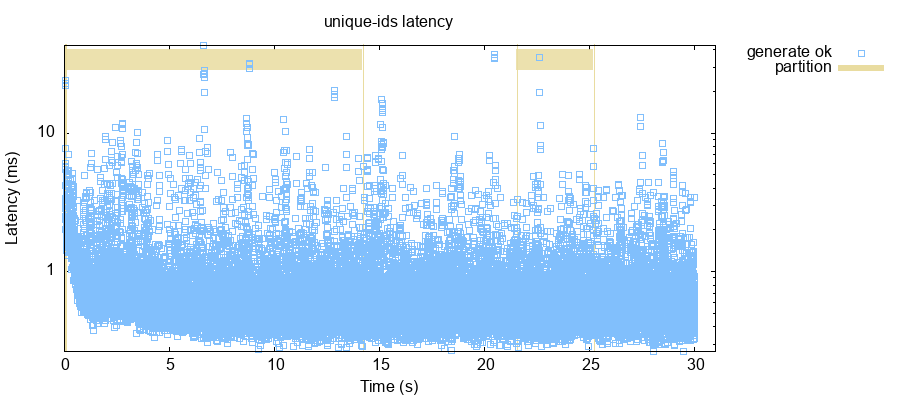 unique-ids latency
generate ok
partition
10
1
Latency (ms)
0 5 10 15 20 25 30
Time (s)